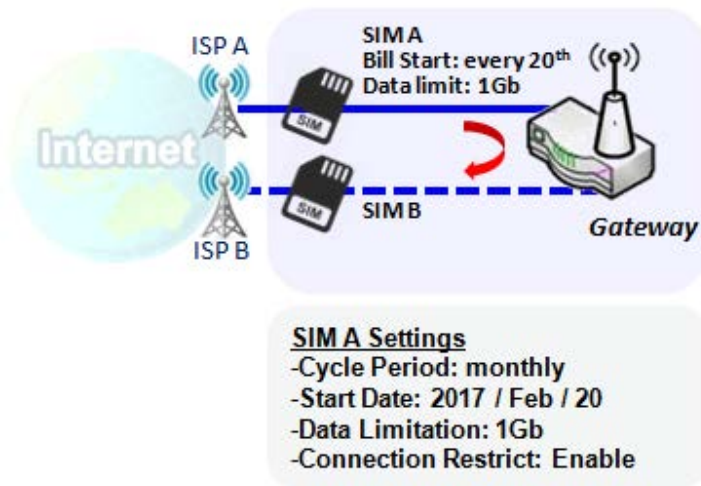 ISP A
SIM A
Bill Start: every 20th
Data limit: 1Gb
SIM
Internet
SIM
SIM B
ISP B
Gateway
SIM A Settings
-Cycle Period: monthly
-Start Date: 2017 / Feb / 20
-Data Limitation: 1Gb
-Connection Restrict: Enable